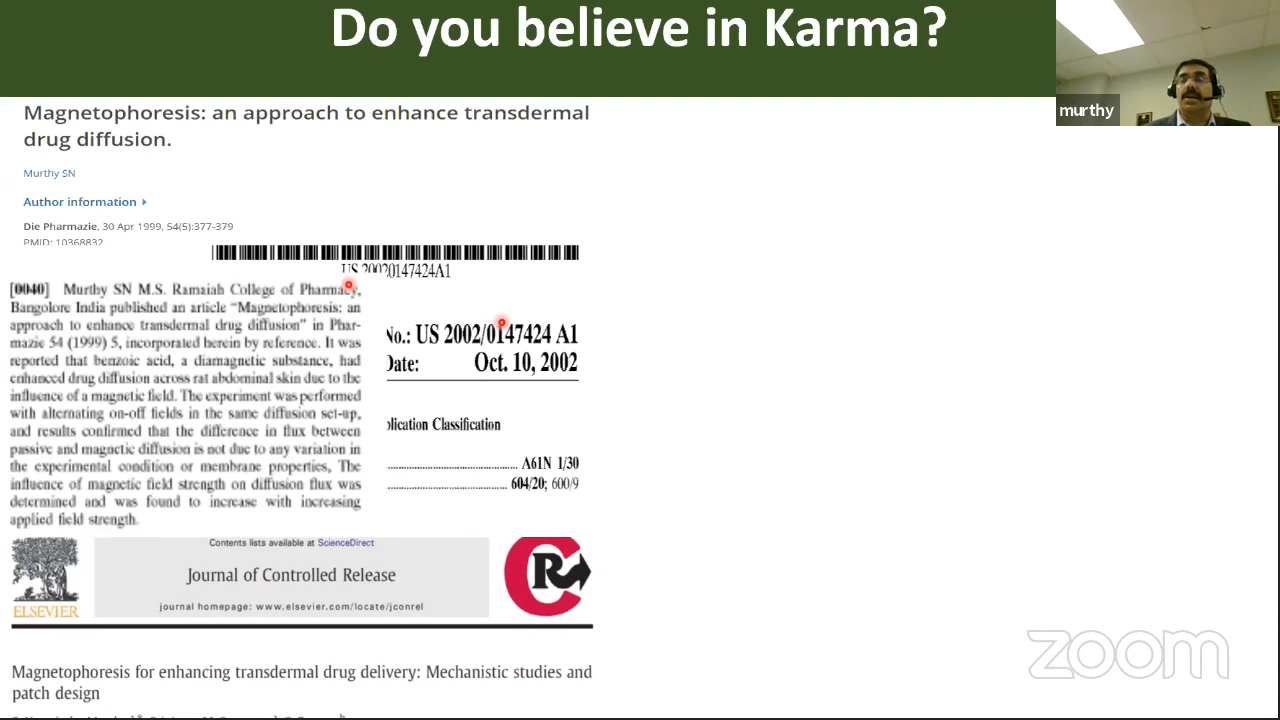 Do you believe in Karma?
murthy
Magnetophoresis: an approach to enhance transdermal
drug diffusion.
Murthy SN
Author information
Die Pharmazie, 30 Apr 1999, 54(5):377-379
PMID: 10368832
US 20020147424A1
[0040] Murthy SN M.S. Ramaiah College of Pharmacy,
Bangolore India published an article "Magnetophoresis: an
approach to enhance transdermal drug diffusion" in Phar-
mazie 54 (1999) 5, incorporated herein by reference. It was
reported that benzoic acid, a diamagnetic substance, had
enhanced drug diffusion across rat abdominal skin due to the
influence of a magnetic field. The experiment was performed
with alternating on-off fields in the same diffusion set-up,
and results confirmed that the difference in flux between
passive and magnetic diffusion is not due to any variation in
the experimental condition or membrane properties, The
influence of magnetic field strength on diffusion flux was
determined and was found to increase with increasing
applied field strength.
No.: US 2002/0147424 A1
Date: Oct. 10, 2002
plication Classification
A61N 1/30
604/20; 600/9
ELSEVIER
Contents lists available at ScienceDirect
Journal of Controlled Release
journal homepage: www.elsevier.com/locate/jconrel
CR
Magnetophoresis for enhancing transdermal drug delivery: Mechanistic studies and
patch design
zoom